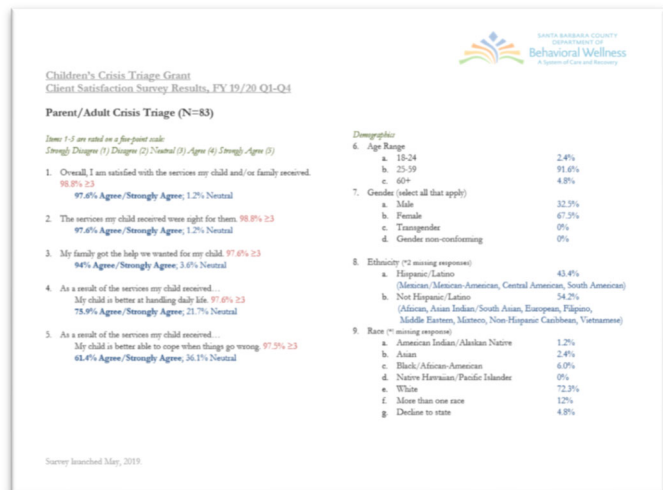 SANTA BARBARA COUNTY
DEPARTMENT OF
Behavioral Wellness
A System of Care and Recovery
Children's Crisis Triage Grant
Client Satisfaction Survey Results, FY 19/20 Q1-Q4
Parent/Adult Crisis Triage (N=83)
Items 1-5 are rated on a five-point scale:
Strongly Disagree (1) Disagree (2) Neutral (3) Agree (4) Strongly Agree (5)
1. Overall, I am satisfied with the services my child and/or family received.
98.8% ≥3
97.6% Agree/Strongly Agree; 1.2% Neutral
2. The services my child received were right for them. 98.8% ≥3
97.6% Agree/Strongly Agree; 1.2% Neutral
3. My family got the help we wanted for my child. 97.6% ≥3
94% Agree/Strongly Agree; 3.6% Neutral
4. As a result of the services my child received…
My child is better at handling daily life. 97.6% ≥3
75.9% Agree/Strongly Agree; 21.7% Neutral
5. As a result of the services my child received…
My child is better able to cope when things go wrong. 97.5% ≥3
61.4% Agree/Strongly Agree; 36.1% Neutral
Demographics
6. Age Range
a. 18-24 2.4%
b. 25-59 91.6%
c. 60+ 4.8%
7. Gender (select all that apply)
a. Male 32.5%
b. Female 67.5%
c. Transgender 0%
d. Gender non-conforming 0%
8. Ethnicity (*2 missing responses)
a. Hispanic/Latino 43.4%
(Mexican/Mexican-American, Central American, South American)
b. Not Hispanic/Latino 54.2%
(African, Asian Indian/South Asian, European, Filipino,
Middle Eastern, Mixteco, Non-Hispanic Caribbean, Vietnamese)
9. Race (*1 missing response)
a. American Indian/Alaskan Native 1.2%
b. Asian 2.4%
c. Black/African-American 6.0%
d. Native Hawaiian/Pacific Islander 0%
e. White 72.3%
f. More than one race 12%
g. Decline to state 4.8%
Survey launched May, 2019.